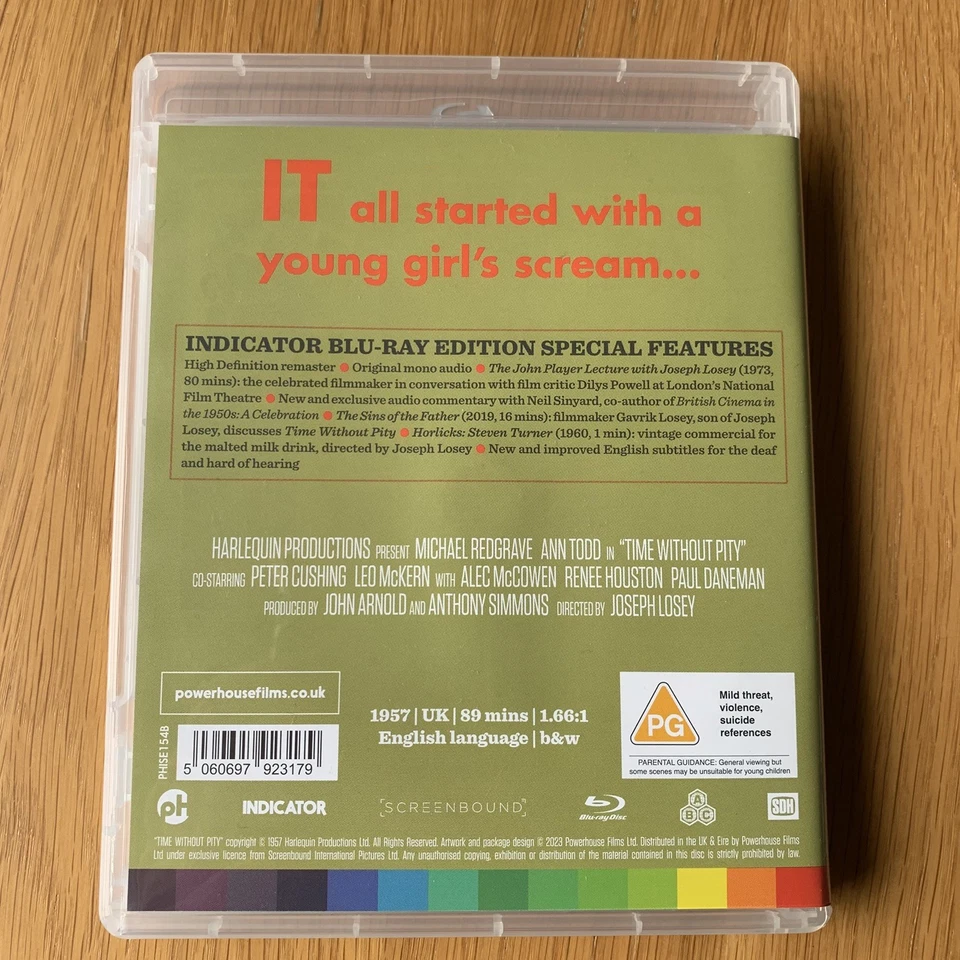 IT all started with a
young girl's scream...
INDICATOR BLU-RAY EDITION SPECIAL FEATURES
High Definition remaster ● Original mono audio ● The John Player Lecture with Joseph Losey (1973,
80 mins): the celebrated filmmaker in conversation with film critic Dilys Powell at London's National
Film Theatre ● New and exclusive audio commentary with Neil Sinyard, co-author of British Cinema in
the 1950s: A Celebration ● The Sins of the Father (2019, 16 mins): filmmaker Gavrik Losey, son of Joseph
Losey, discusses Time Without Pity ● Horlicks: Steven Turner (1960, 1 min): vintage commercial for
the malted milk drink, directed by Joseph Losey ● New and improved English subtitles for the deaf
and hard of hearing
HARLEQUIN PRODUCTIONS PRESENT MICHAEL REDGRAVE ANN TODD IN "TIME WITHOUT PITY"
CO-STARRING PETER CUSHING LEO McKERN WITH ALEC McCOWEN RENEE HOUSTON PAUL DANEMAN
PRODUCED BY JOHN ARNOLD AND ANTHONY SIMMONS DIRECTED BY JOSEPH LOSEY
powerhousefilms.co.uk
1957 | UK | 89 mins | 1.66:1
English language | b&w
PG
Mild threat,
violence,
suicide
references
PARENTAL GUIDANCE: General viewing but
some scenes may be unsuitable for young children
PHISE154B
5 060697 923179
pH
INDICATOR
[SCREENBOUND]
Blu-ray Disc
A B C
SDH
"TIME WITHOUT PITY" copyright © 1957 Harlequin Productions Ltd. All Rights Reserved. Artwork and package design © 2023 Powerhouse Films Ltd. Distributed in the UK & Eire by Powerhouse Films
Ltd under exclusive licence from Screenbound International Pictures Ltd. Any unauthorised copying, exhibition or distribution of the material contained in this disc is strictly prohibited by law.